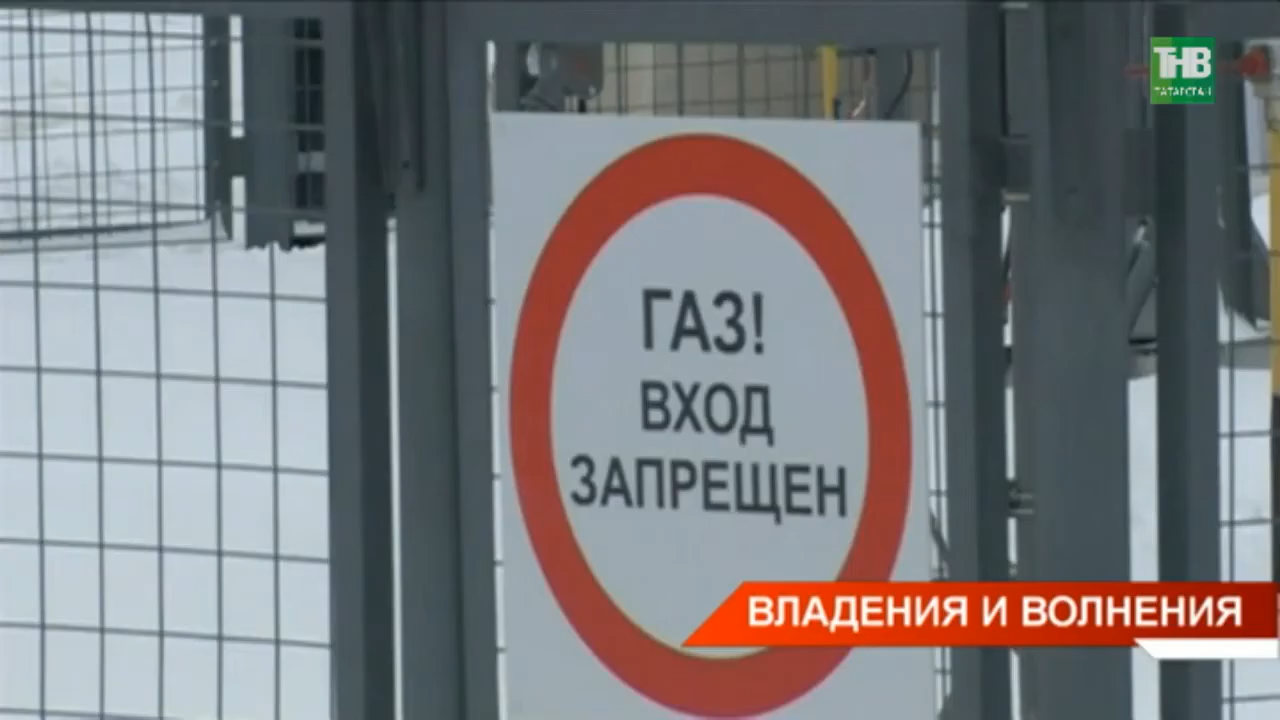 ТНВ
ТАТАРСТАН
ГАЗ!
ВХОД
ЗАПРЕЩЕН
ВЛАДЕНИЯ И ВОЛНЕНИЯ